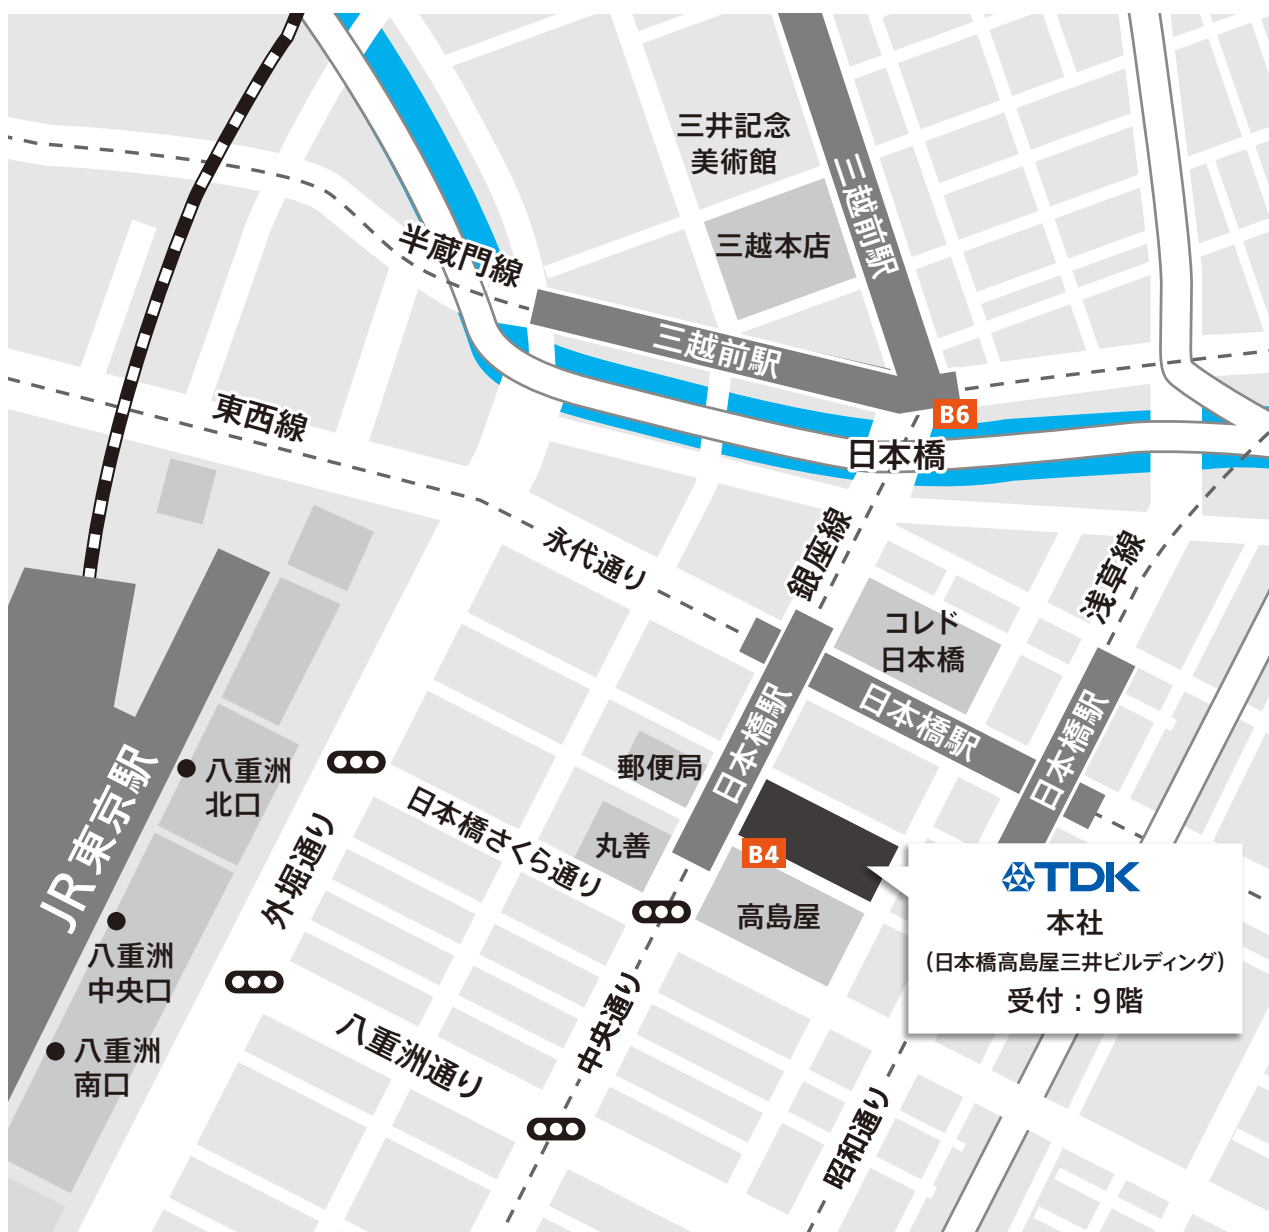 三井記念
美術館
三越前駅
三越本店
半蔵門線
三越前駅
B6
東西線
日本橋
永代通り
銀座線
浅草線
コレド
日本橋
日本橋駅
日本橋駅
日本橋駅
郵便局
八重洲
北口
JR東京駅
日本橋さくら通り
丸善
B4
外堀通り
高島屋
TDK
本社
(日本橋高島屋三井ビルディング)
受付：9階
八重洲
中央口
中央通り
八重洲通り
八重洲
南口
昭和通り